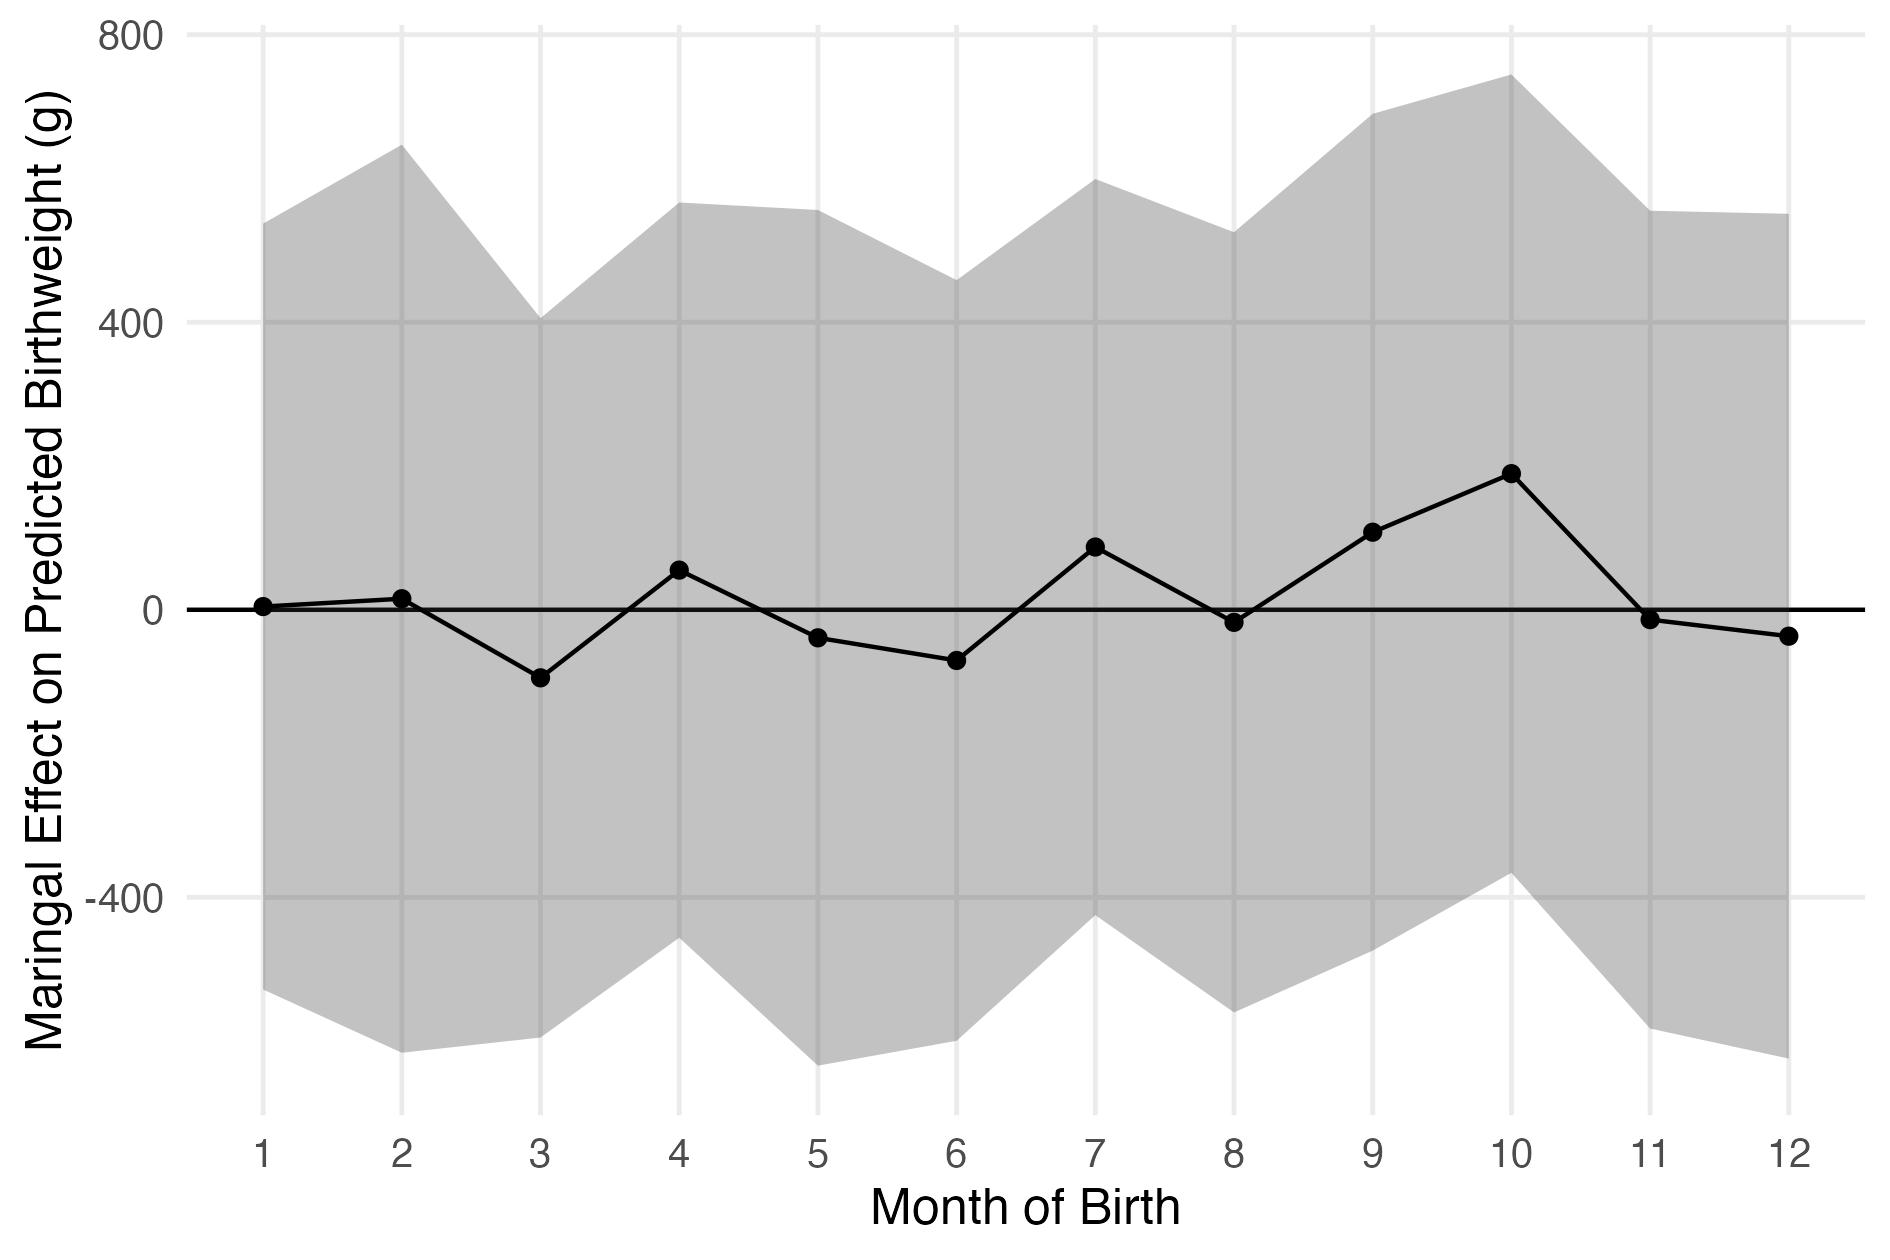 Maringal Effect on Predicted Birthweight (g)
800
400
0
-400
1 2 3 4 5 6 7 8 9 10 11 12
Month of Birth